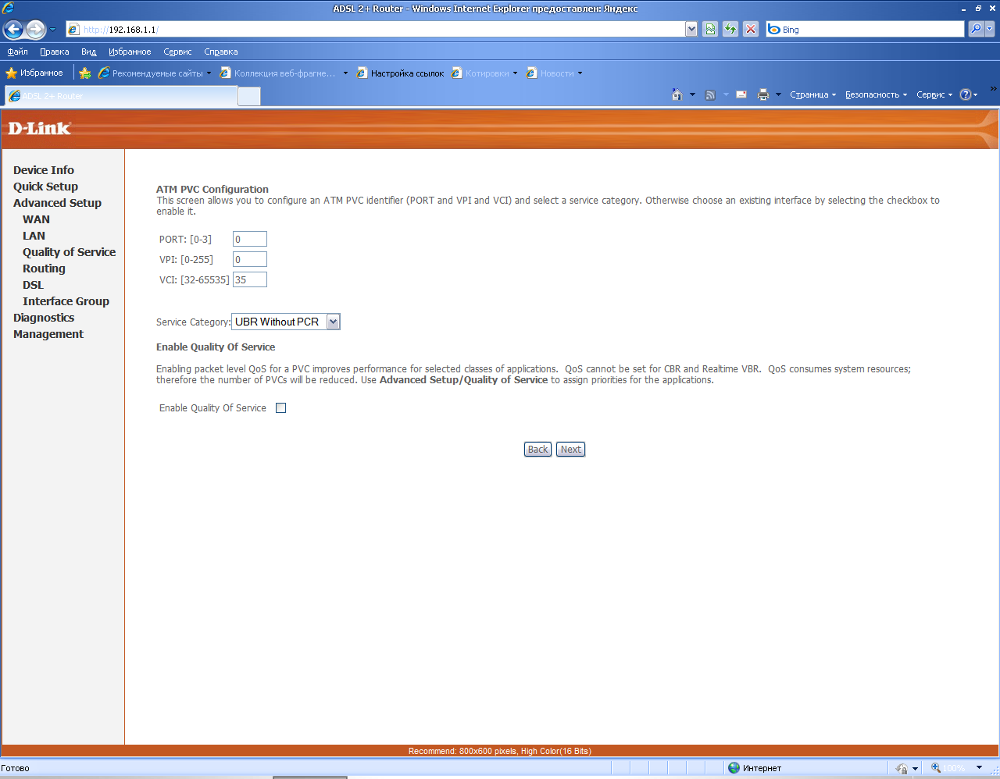 ADSL 2+ Router - Windows Internet Explorer предоставлен: Яндекс
http://192.168.1.1/
Bing
Файл Правка Вид Избранное Сервис Справка
Избранное Рекомендуемые сайты Коллекция веб-фрагме... Настройка ссылок Котировки Новости
ADSL 2+ Router
Страница Безопасность Сервис
D-Link
Device Info
Quick Setup
Advanced Setup
WAN
LAN
Quality of Service
Routing
DSL
Interface Group
Diagnostics
Management
ATM PVC Configuration
This screen allows you to configure an ATM PVC identifier (PORT and VPI and VCI) and select a service category. Otherwise choose an existing interface by selecting the checkbox to
enable it.
PORT: [0-3] 0
VPI: [0-255] 0
VCI: [32-65535] 35
Service Category: UBR Without PCR
Enable Quality Of Service
Enabling packet level QoS for a PVC improves performance for selected classes of applications. QoS cannot be set for CBR and Realtime VBR. QoS consumes system resources;
therefore the number of PVCs will be reduced. Use Advanced Setup/Quality of Service to assign priorities for the applications.
Enable Quality Of Service
Back Next
Recommend: 800x600 pixels, High Color(16 Bits)
Готово
Интернет
100%